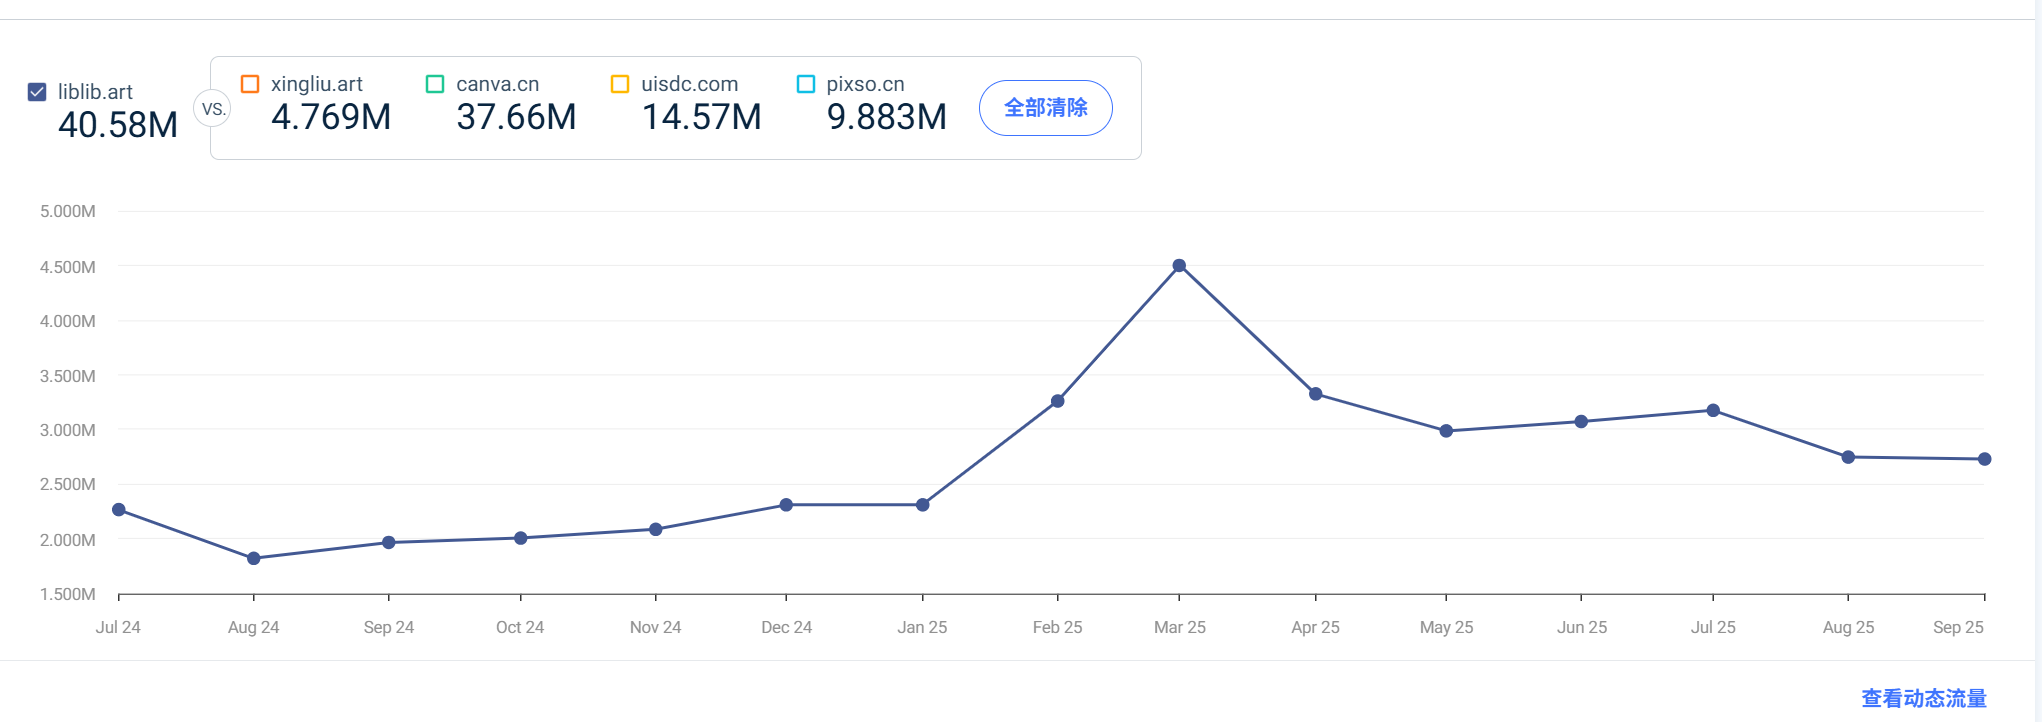 liblib.art
40.58M
VS.
xingliu.art
4.769M
canva.cn
37.66M
uisdc.com
14.57M
pixso.cn
9.883M
全部清除
5.000M
4.500M
4.000M
3.500M
3.000M
2.500M
2.000M
1.500M
Jul 24 Aug 24 Sep 24 Oct 24 Nov 24 Dec 24 Jan 25 Feb 25 Mar 25 Apr 25 May 25 Jun 25 Jul 25 Aug 25 Sep 25
查看动态流量